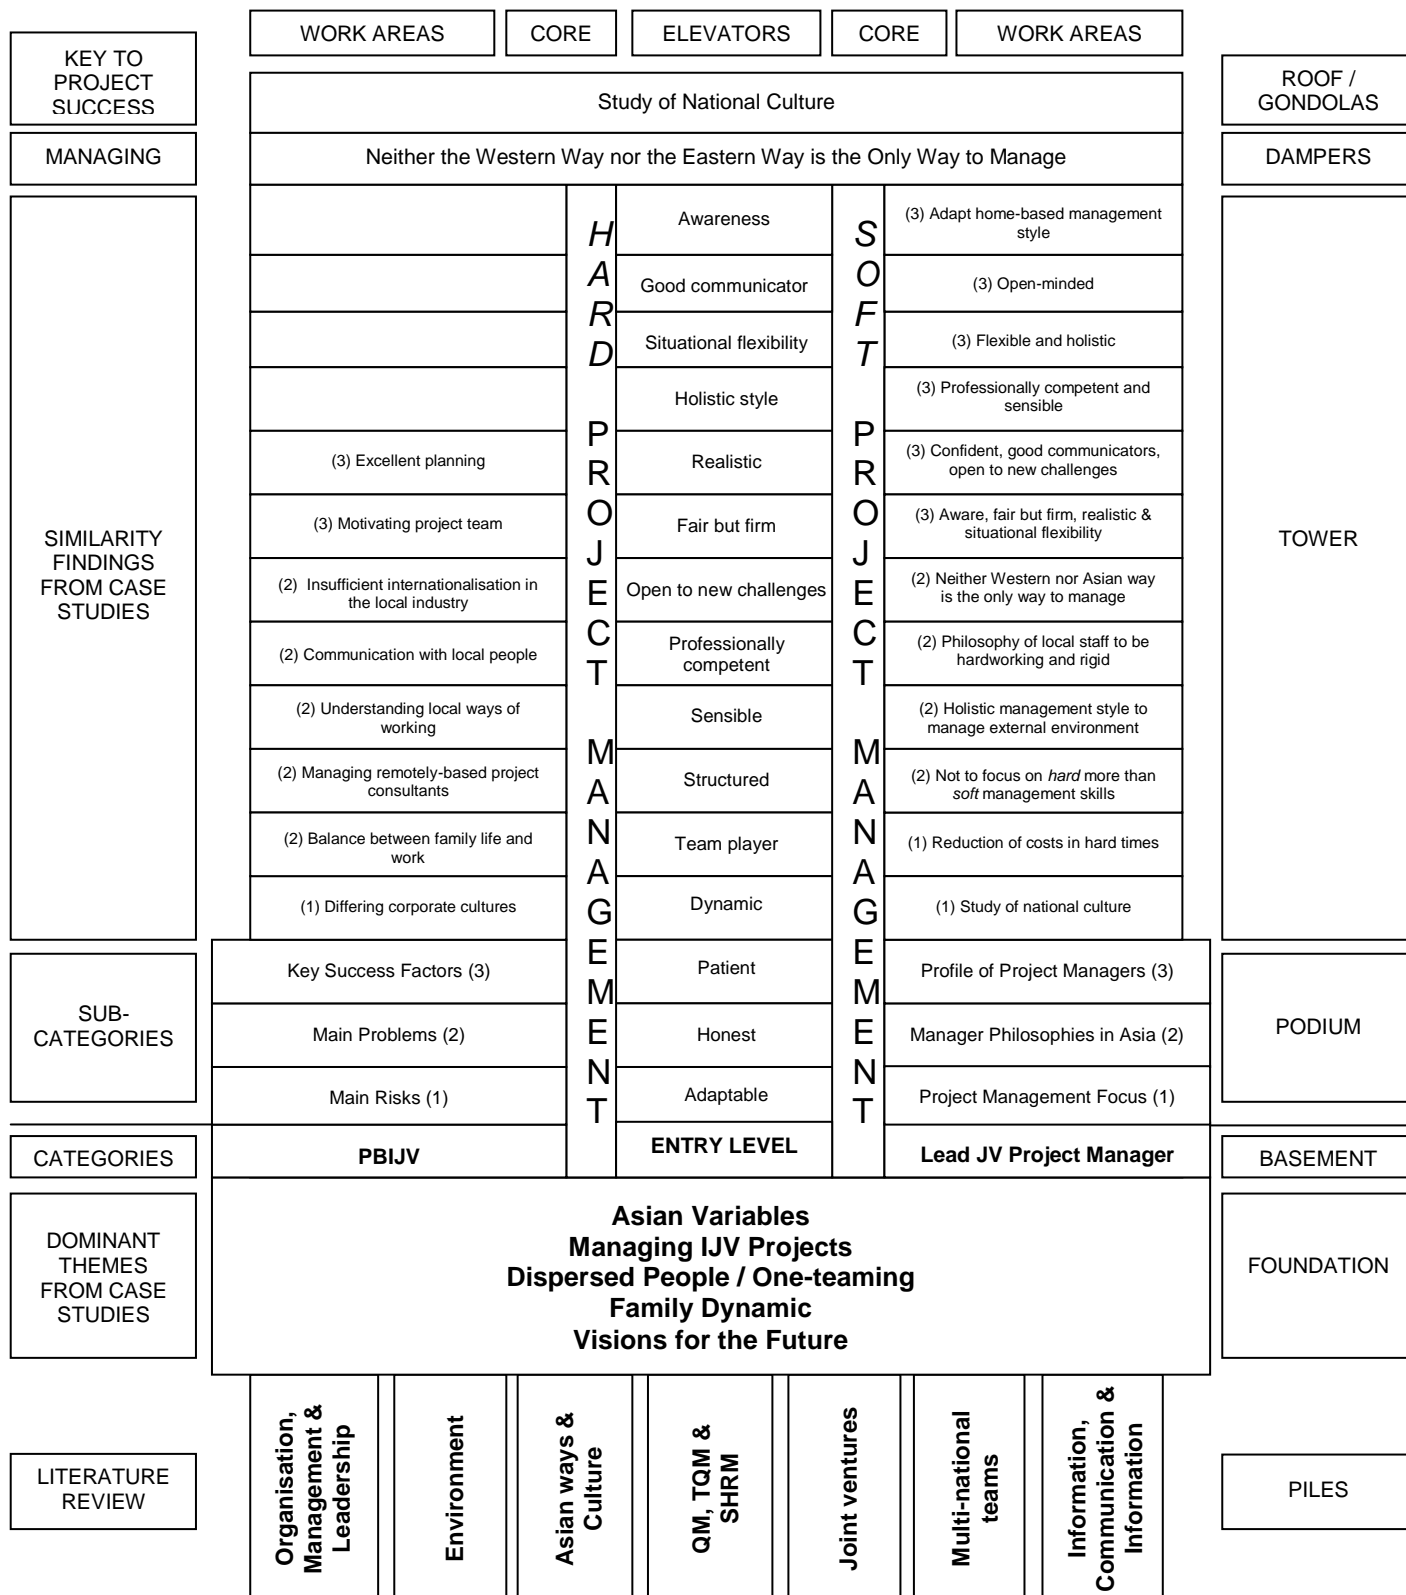 WORK AREAS
CORE
ELEVATORS
CORE
WORK AREAS
KEY TO
PROJECT
SUCCESS
Study of National Culture
ROOF /
GONDOLAS
MANAGING
Neither the Western Way nor the Eastern Way is the Only Way to Manage
DAMPERS
SIMILARITY
FINDINGS
FROM CASE
STUDIES
HARD PROJECT MANAGEMENT
SOFT PROJECT MANAGEMENT
TOWER
Awareness
(3) Adapt home-based management
style
Good communicator
(3) Open-minded
Situational flexibility
(3) Flexible and holistic
Holistic style
(3) Professionally competent and
sensible
(3) Excellent planning
Realistic
(3) Confident, good communicators,
open to new challenges
(3) Motivating project team
Fair but firm
(3) Aware, fair but firm, realistic &
situational flexibility
(2) Insufficient internationalisation in
the local industry
Open to new challenges
(2) Neither Western nor Asian way
is the only way to manage
(2) Communication with local people
Professionally
competent
(2) Philosophy of local staff to be
hardworking and rigid
(2) Understanding local ways of
working
Sensible
(2) Holistic management style to
manage external environment
(2) Managing remotely-based project
consultants
Structured
(2) Not to focus on hard more than
soft management skills
(2) Balance between family life and
work
Team player
(1) Reduction of costs in hard times
(1) Differing corporate cultures
Dynamic
(1) Study of national culture
SUB-
CATEGORIES
Key Success Factors (3)
Patient
Profile of Project Managers (3)
PODIUM
Main Problems (2)
Honest
Manager Philosophies in Asia (2)
Main Risks (1)
Adaptable
Project Management Focus (1)
CATEGORIES
PBIJV
ENTRY LEVEL
Lead JV Project Manager
BASEMENT
DOMINANT
THEMES
FROM CASE
STUDIES
Asian Variables
Managing IJV Projects
Dispersed People / One-teaming
Family Dynamic
Visions for the Future
FOUNDATION
LITERATURE
REVIEW
Organisation,
Management &
Leadership
Environment
Asian ways &
Culture
QM, TQM &
SHRM
Joint ventures
Multi-national
teams
Information,
Communication &
Information
PILES